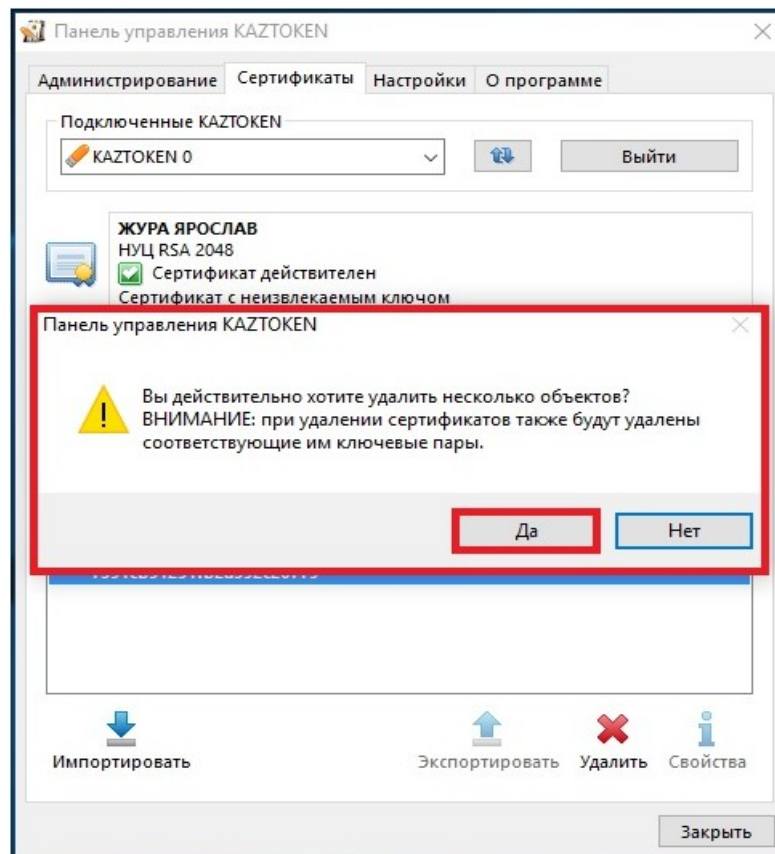 Панель управления KAZTOKEN
Администрирование Сертификаты Настройки О программе
Подключенные KAZTOKEN
KAZTOKEN 0 Выйти
ЖУРА ЯРОСЛАВ
НУЦ RSA 2048
Сертификат действителен
Сертификат с неизвлекаемым ключом
Панель управления KAZTOKEN
Вы действительно хотите удалить несколько объектов?
ВНИМАНИЕ: при удалении сертификатов также будут удалены
соответствующие им ключевые пары.
Да Нет
Импортировать Экспортировать Удалить Свойства
Закрыть